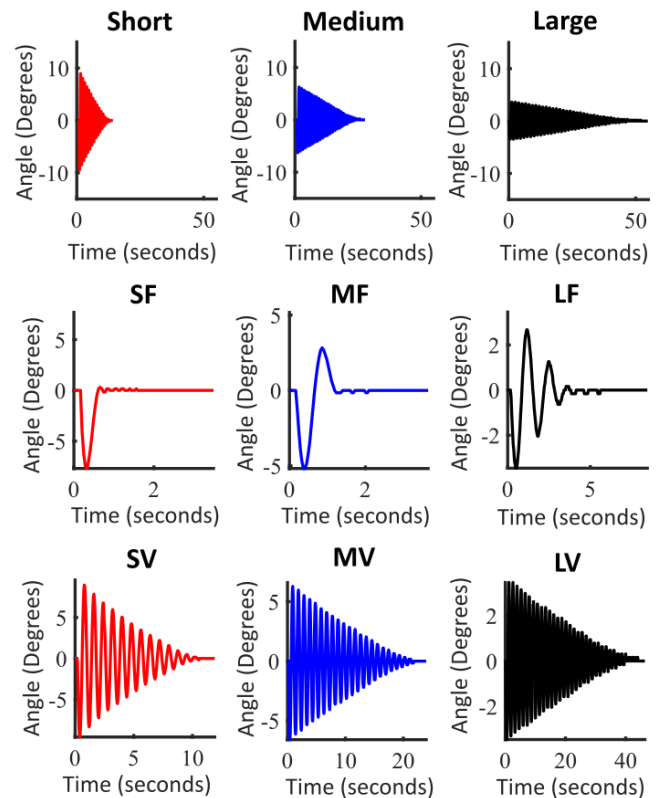 Short Medium Large
Angle (Degrees) 10 0 -10 Angle (Degrees) 10 0 -10 Angle (Degrees) 10 0 -10
0 50 0 50 0 50
Time (seconds) Time (seconds) Time (seconds)
SF MF LF
Angle (Degrees) 5 0 -5 Angle (Degrees) 5 0 -5 Angle (Degrees) 2 0 -2
0 2 0 2 0 5
Time (seconds) Time (seconds) Time (seconds)
SV MV LV
Angle (Degrees) 5 0 -5 Angle (Degrees) 5 0 -5 Angle (Degrees) 2 0 -2
0 10 0 10 20 0 20 40
Time (seconds) Time (seconds) Time (seconds)